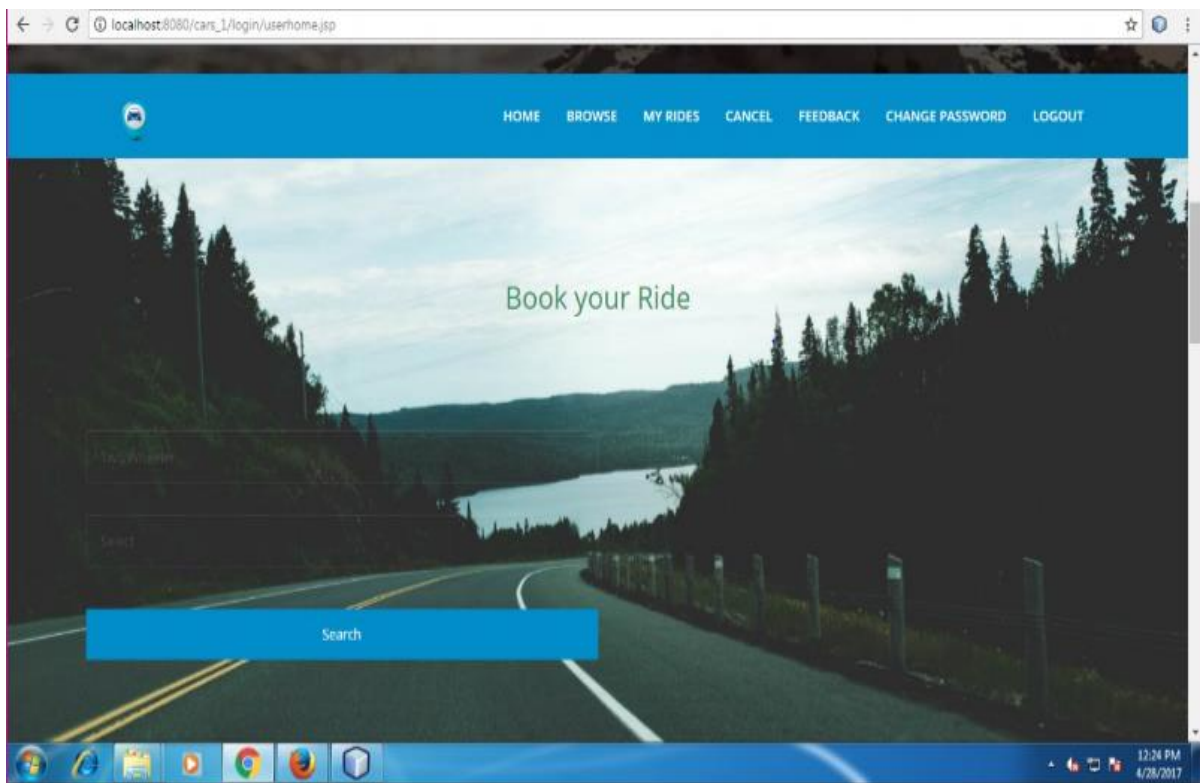 localhost:8080/cars_1/login/userhome.jsp
HOME BROWSE MY RIDES CANCEL FEEDBACK CHANGE PASSWORD LOGOUT
Book your Ride
Select
Search
12:24 PM
4/28/2017